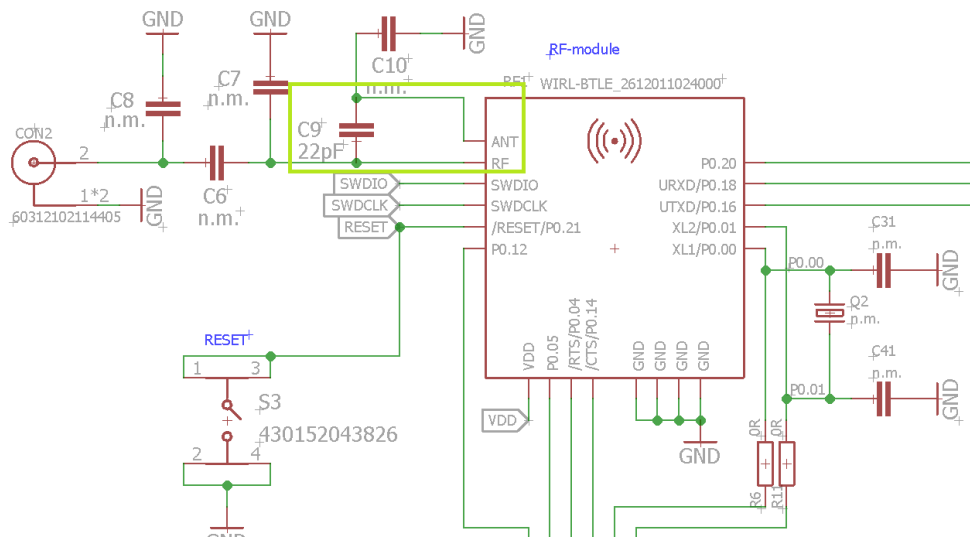 GND
GND
GND
C10
n.m.
RF-module
RF1
WIRL-BTLE_2612011024000
C7
n.m.
C8
n.m.
C9
22pF
ANT
CON2
2
RF
P0.20
SWDIO
SWDIO
URXD/P0.18
C6
n.m.
1*2
GND
SWDCLK
SWDCLK
UTXD/P0.16
60312102114405
RESET
/RESET/P0.21
XL2/P0.01
C31
n.m.
P0.12
XL1/P0.00
P0.00
GND
Q2
n.m.
RESET
/RTS/P0.04
/CTS/P0.14
VDD
P0.05
GND
GND
GND
GND
C41
n.m.
1
3
P0.01
GND
S3
VDD
430152043826
0R
0R
2
4
GND
R6
R11
GND